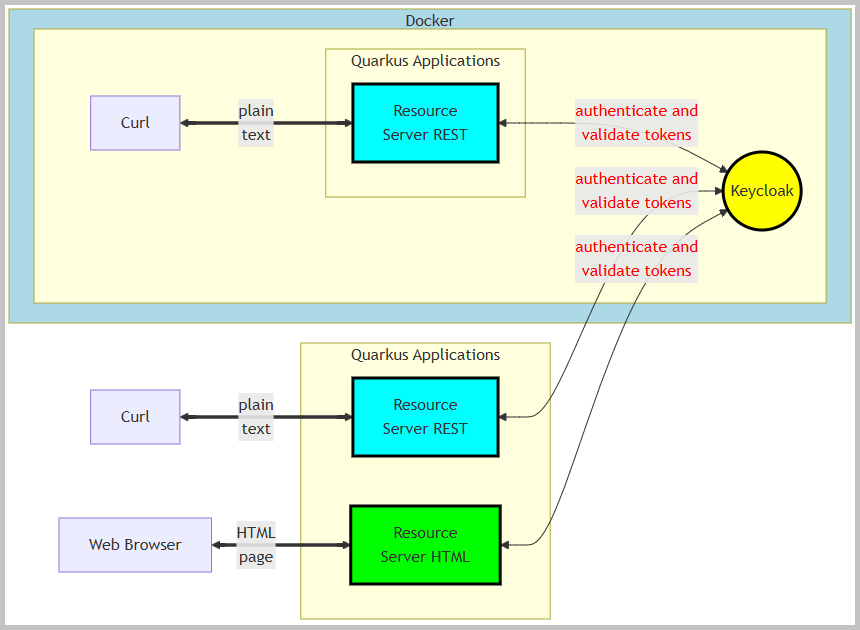 Docker
Quarkus Applications
Curl
plain
text
Resource
Server REST
authenticate and
validate tokens
authenticate and
validate tokens
Keycloak
authenticate and
validate tokens
Quarkus Applications
Curl
plain
text
Resource
Server REST
Web Browser
HTML
page
Resource
Server HTML